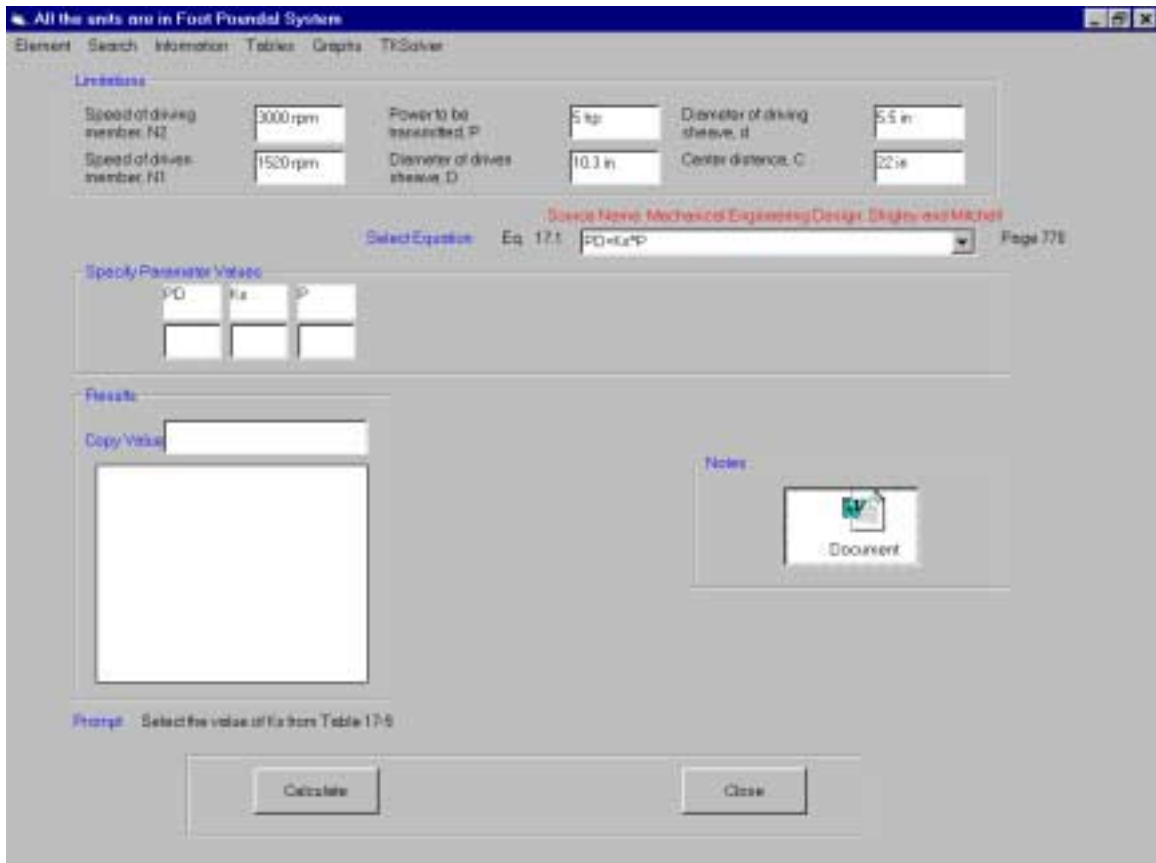 All the units are in Foot Poundal System
Element Search Information Tables Graphs TKSolver
Limitations
Speed of driving member, N2
3000 rpm
Power to be transmitted, P
5 hp
Diameter of driving sheave, d
5.5 in
Speed of driven member, N1
1520 rpm
Diameter of driven sheave, D
10.3 in
Center distance, C
22 in
Source Name: Mechanical Engineering Design: Shigley and Mitchell
Select Equation Eq. 17.1 PD=Ks*P Page 778
Specify Parameter Values
PD Ks P
Results
Copy Value
Notes
Document
Prompt Select the value of Ks from Table 17-6
Calculate Close